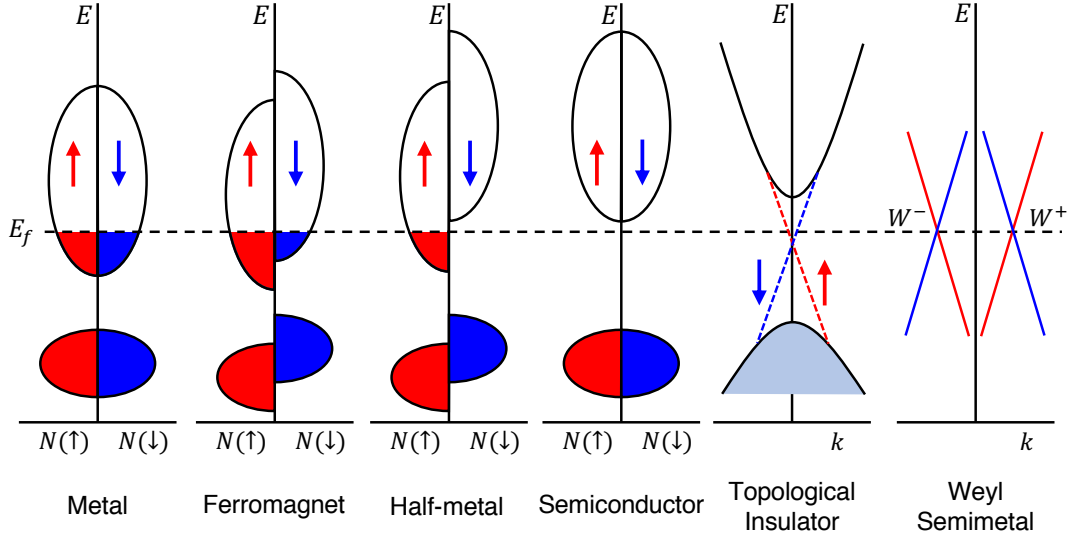 E E E E E E
E_f
W⁻ W⁺
N(↑) N(↓) N(↑) N(↓) N(↑) N(↓) N(↑) N(↓) k k
Metal
Ferromagnet
Half-metal
Semiconductor
Topological
Insulator
Weyl
Semimetal